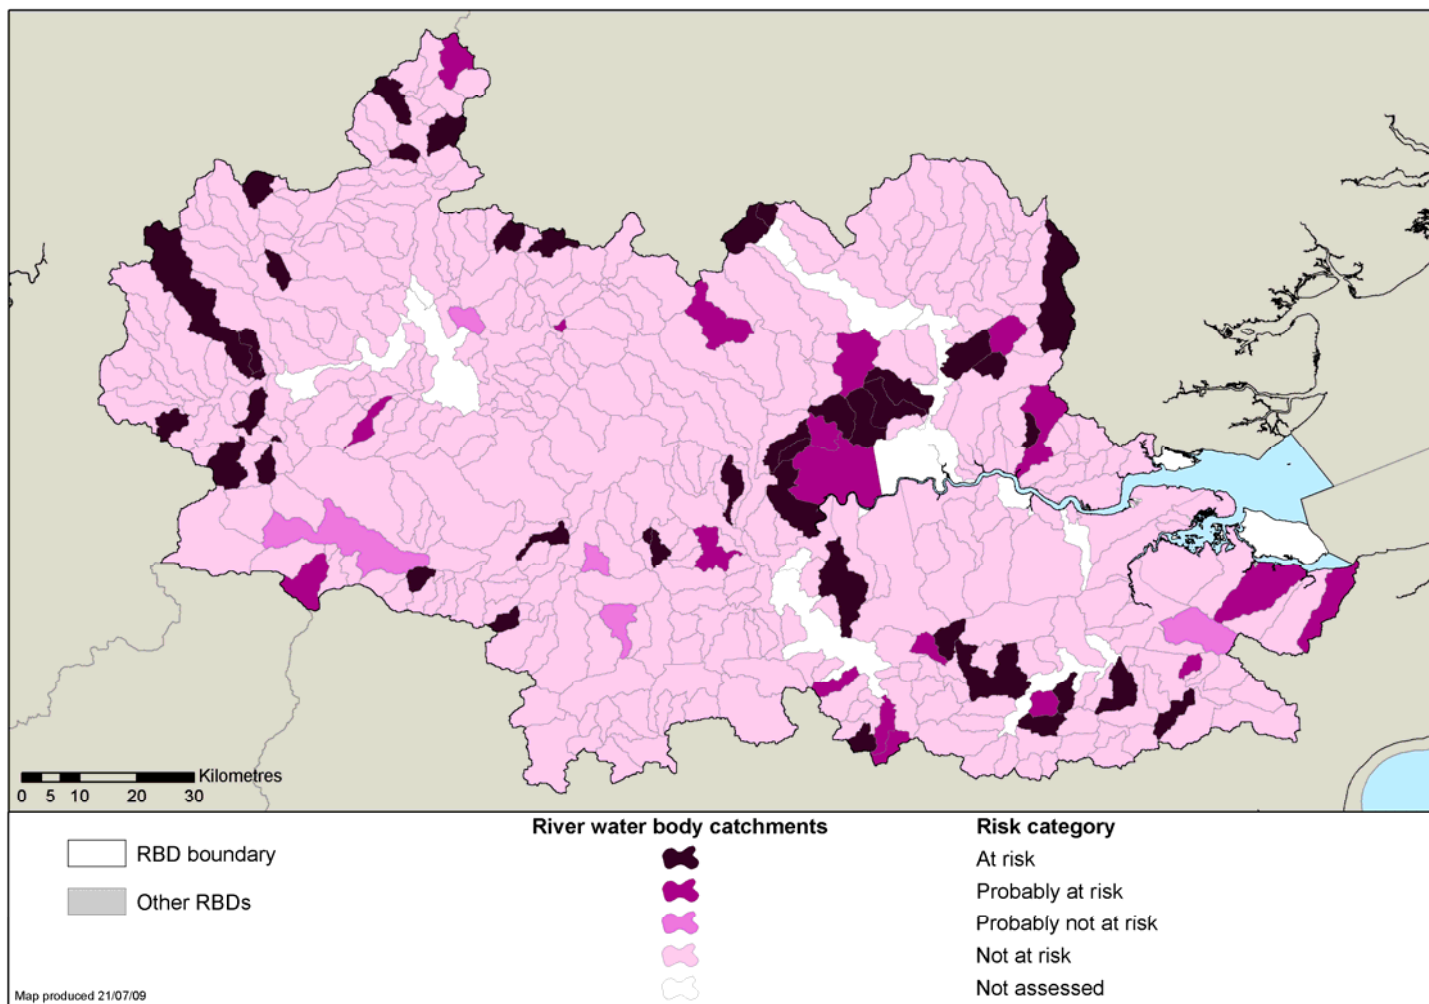 Kilometres
0 5 10 20 30
River water body catchments Risk category
RBD boundary At risk
Other RBDs Probably at risk
Probably not at risk
Not at risk
Not assessed
Map produced 21/07/09